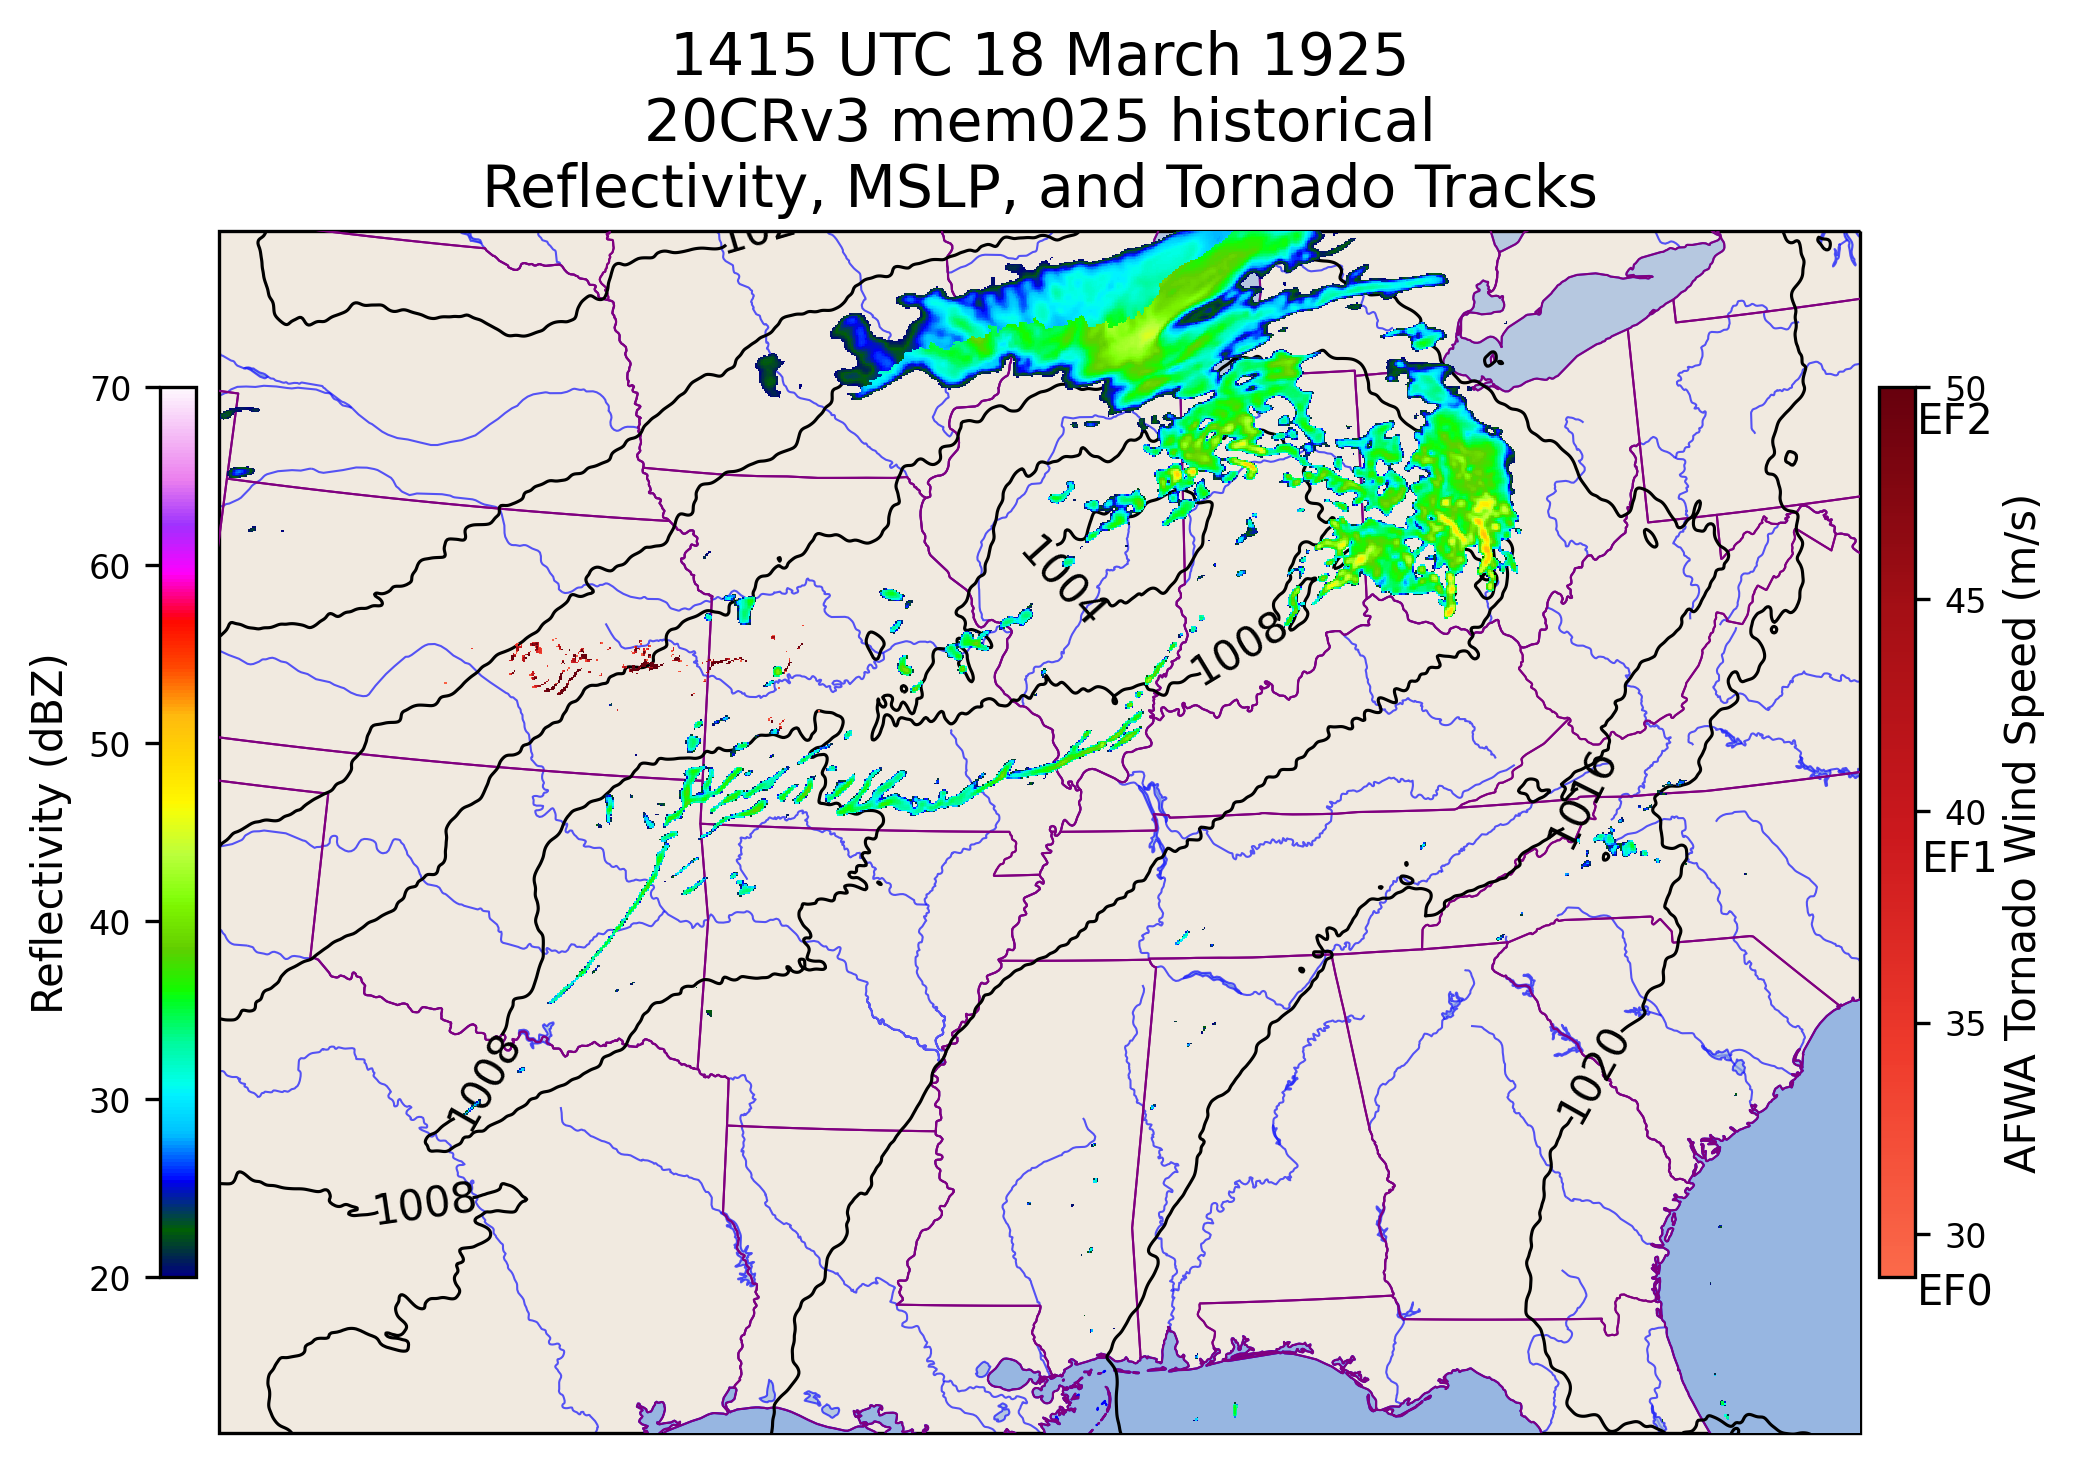 1415 UTC 18 March 1925
20CRv3 mem025 historical
Reflectivity, MSLP, and Tornado Tracks
70
60
50
40
30
20
Reflectivity (dBZ)
1004
1008
1016
1008
1020
1008
50
EF2
45
40
EF1
35
30
EF0
AFWA Tornado Wind Speed (m/s)